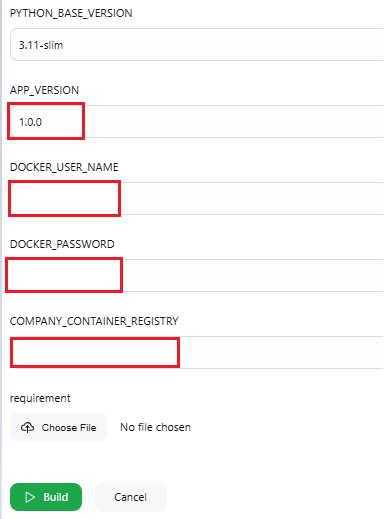 PYTHON_BASE_VERSION
3.11-slim
APP_VERSION
1.0.0
DOCKER_USER_NAME
DOCKER_PASSWORD
COMPANY_CONTAINER_REGISTRY
requirement
Choose File No file chosen
Build Cancel